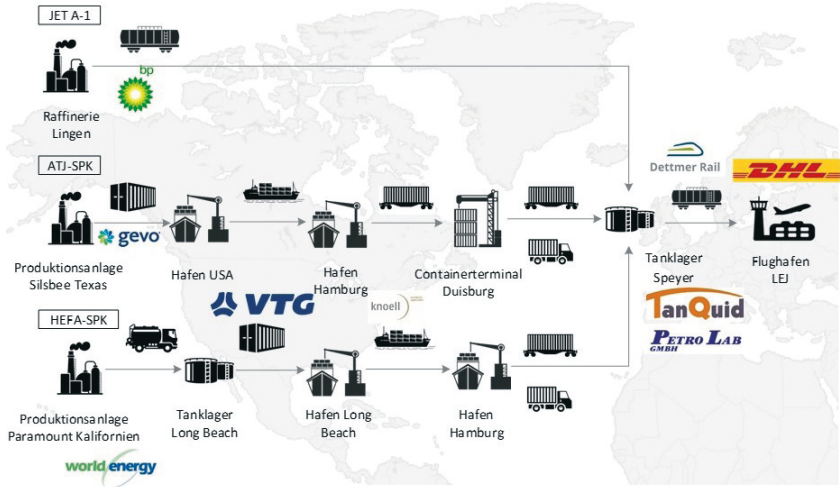 JET A-1
bp
Raffinerie
Lingen
ATJ-SPK
gevo
Produktionsanlage
Silsbee Texas
Hafen USA
Hafen
Hamburg
Containerterminal
Duisburg
Dettmer Rail
DHL
Tanklager
Speyer
Flughafen
LEJ
TanQuid
PETRO LAB
GMBH
HEFA-SPK
VTG
knoell
Produktionsanlage
Paramount Kalifornien
Tanklager
Long Beach
Hafen Long
Beach
Hafen
Hamburg
world energy